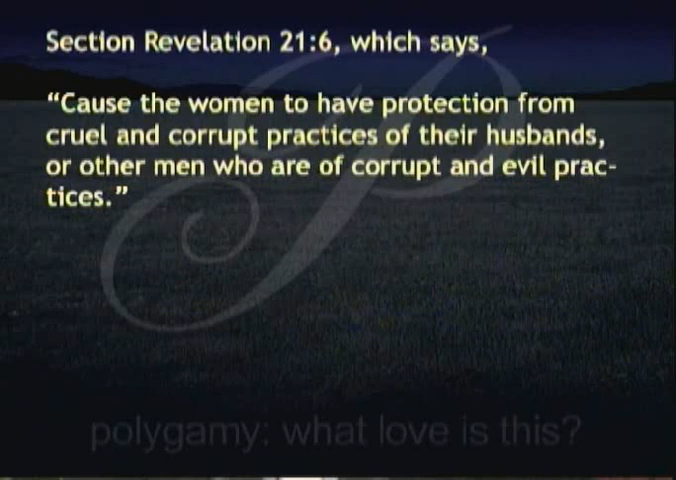 Section Revelation 21:6, which says,
“Cause the women to have protection from
cruel and corrupt practices of their husbands,
or other men who are of corrupt and evil prac-
tices.”
P
polygamy: what love is this?